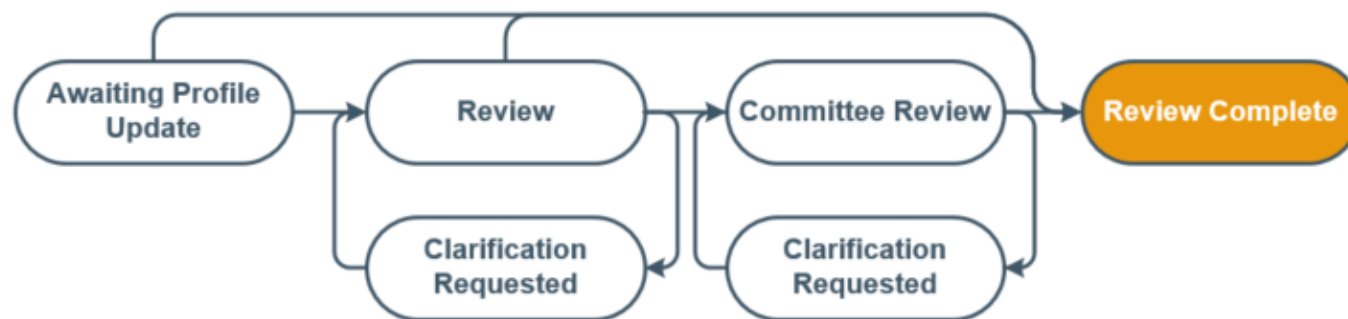 Awaiting Profile
Update
Review
Committee Review
Review Complete
Clarification
Requested
Clarification
Requested